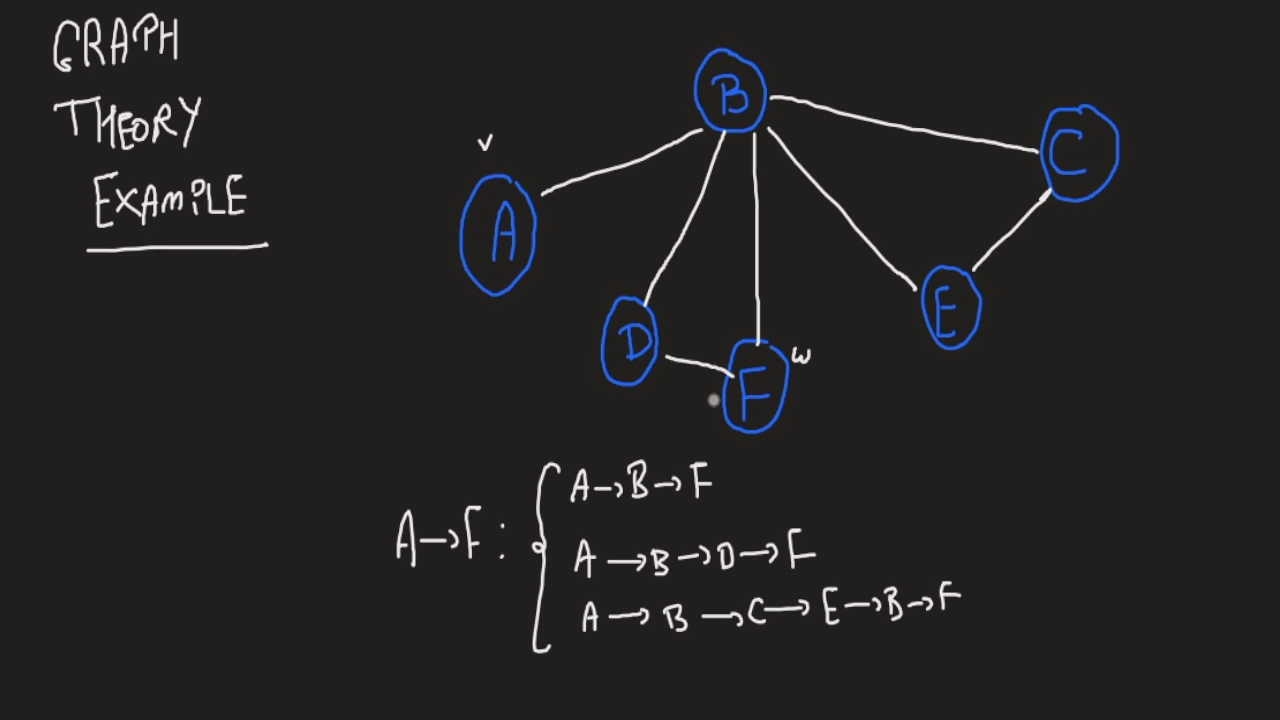 GRAPH
THEORY
EXAMPLE
B
C
v
A
E
D
w
F
A→F:
A→B→F
A→B→D→F
A→B→C→E→B→F